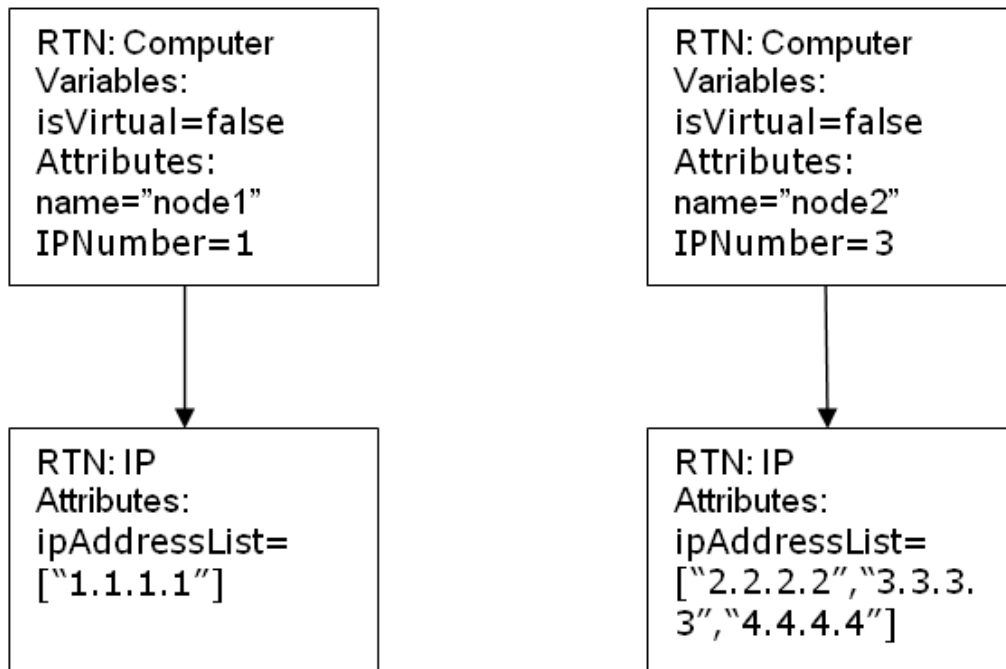 RTN: Computer
Variables:
isVirtual=false
Attributes:
name=”node1”
IPNumber=1
RTN: Computer
Variables:
isVirtual=false
Attributes:
name=”node2”
IPNumber=3
RTN: IP
Attributes:
ipAddressList=
[“1.1.1.1”]
RTN: IP
Attributes:
ipAddressList=
[“2.2.2.2”,“3.3.3.
3”,“4.4.4.4”]